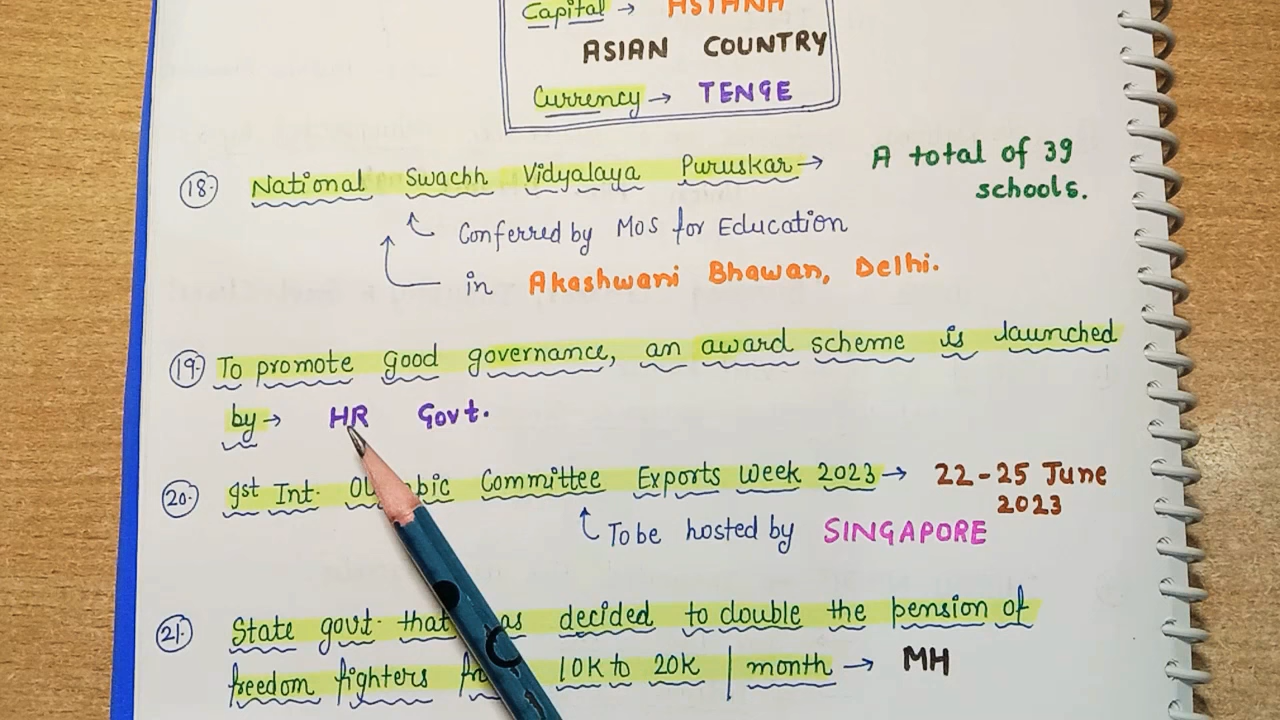 Capital → ASTANA
ASIAN COUNTRY
Currency → TENGE
18. National Swachh Vidyalaya Puruskar → A total of 39
schools.
Conferred by MoS for Education
in Akashwani Bhawan, Delhi.
19. To promote good governance, an award scheme is launched
by → HR Govt.
20. 1st Int. Committee Exports Week 2023 → 22-25 June
2023
To be hosted by SINGAPORE
21. State govt. that decided to double the pension of
freedom fighters 10K to 20K / month → MH